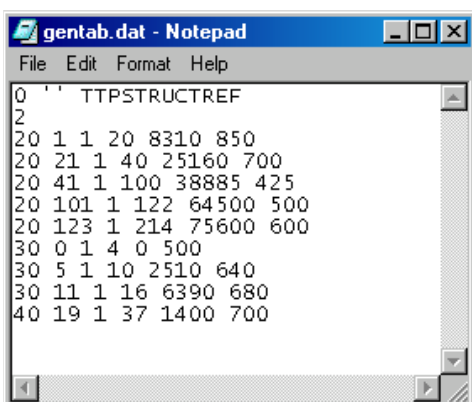 gentab.dat - Notepad
File Edit Format Help
0 '' TTPSTRUCTREF
2
20 1 1 20 8310 850
20 21 1 40 25160 700
20 41 1 100 38885 425
20 101 1 122 64500 500
20 123 1 214 75600 600
30 0 1 4 0 500
30 5 1 10 2510 640
30 11 1 16 6390 680
40 19 1 37 1400 700